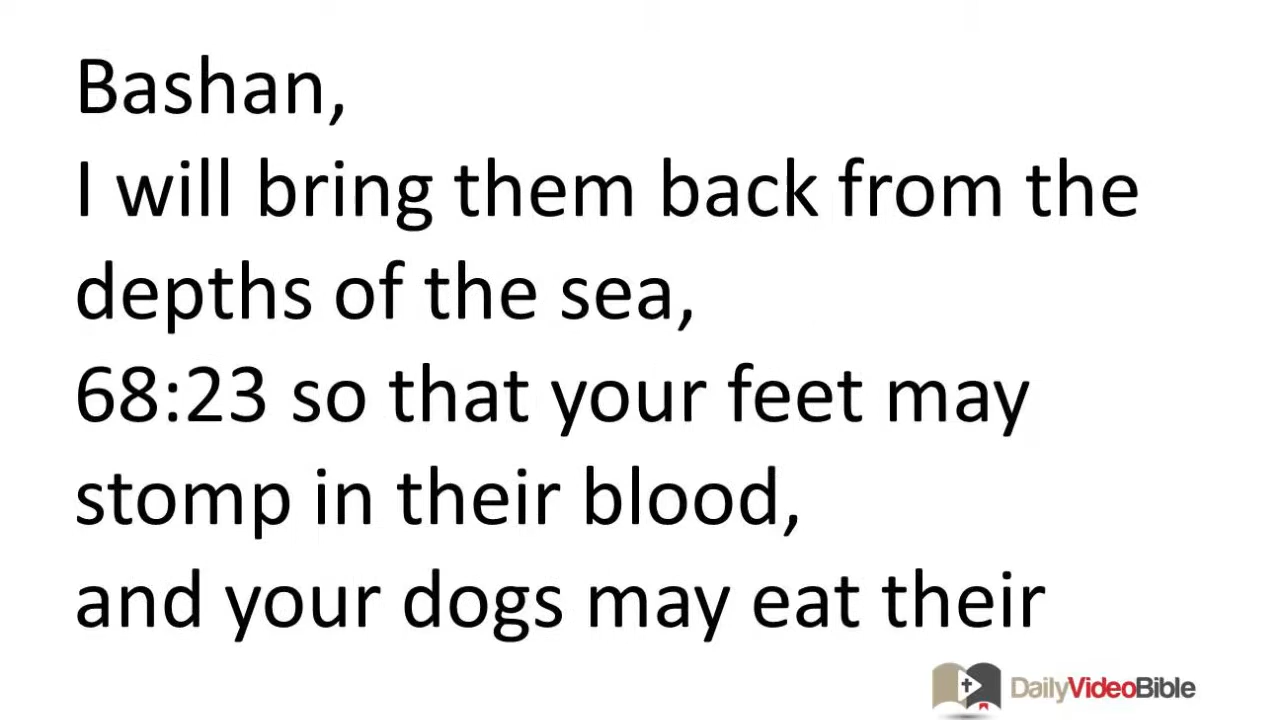 Bashan,
I will bring them back from the
depths of the sea,
68:23 so that your feet may
stomp in their blood,
and your dogs may eat their
DailyVideoBible